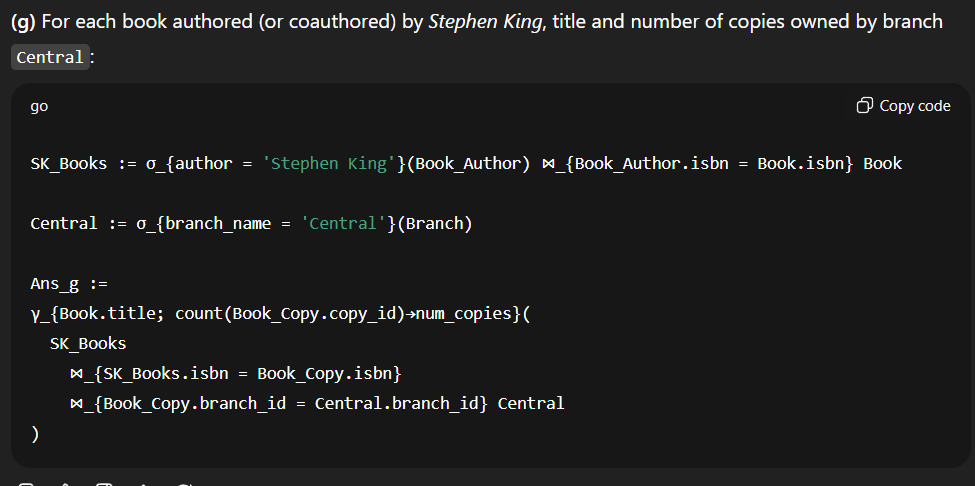 (g) For each book authored (or coauthored) by Stephen King, title and number of copies owned by branch
Central:
go
Copy code
SK_Books := σ_{author = 'Stephen King'}(Book_Author) ⋈_{Book_Author.isbn = Book.isbn} Book
Central := σ_{branch_name = 'Central'}(Branch)
Ans_g :=
γ_{Book.title; count(Book_Copy.copy_id)→num_copies}(
SK_Books
⋈_{SK_Books.isbn = Book_Copy.isbn}
⋈_{Book_Copy.branch_id = Central.branch_id} Central
)